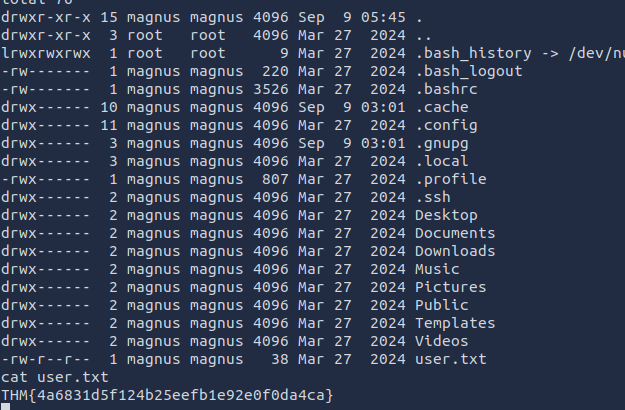 drwxr-xr-x 15 magnus magnus 4096 Sep  9 05:45 .
drwxr-xr-x  3 root   root   4096 Mar 27  2024 ..
lrwxrwxrwx  1 root   root      9 Mar 27  2024 .bash_history -> /dev/nu
-rw-------  1 magnus magnus  220 Mar 27  2024 .bash_logout
-rw-------  1 magnus magnus 3526 Mar 27  2024 .bashrc
drwx------ 10 magnus magnus 4096 Sep  9 03:01 .cache
drwx------ 11 magnus magnus 4096 Mar 27  2024 .config
drwx------  3 magnus magnus 4096 Sep  9 03:01 .gnupg
drwx------  3 magnus magnus 4096 Mar 27  2024 .local
-rwx------  1 magnus magnus  807 Mar 27  2024 .profile
drwx------  2 magnus magnus 4096 Mar 27  2024 .ssh
drwx------  2 magnus magnus 4096 Mar 27  2024 Desktop
drwx------  2 magnus magnus 4096 Mar 27  2024 Documents
drwx------  2 magnus magnus 4096 Mar 27  2024 Downloads
drwx------  2 magnus magnus 4096 Mar 27  2024 Music
drwx------  2 magnus magnus 4096 Mar 27  2024 Pictures
drwx------  2 magnus magnus 4096 Mar 27  2024 Public
drwx------  2 magnus magnus 4096 Mar 27  2024 Templates
drwx------  2 magnus magnus 4096 Mar 27  2024 Videos
-rw-r--r--  1 magnus magnus   38 Mar 27  2024 user.txt
cat user.txt
THM{4a6831d5f124b25eefb1e92e0f0da4ca}